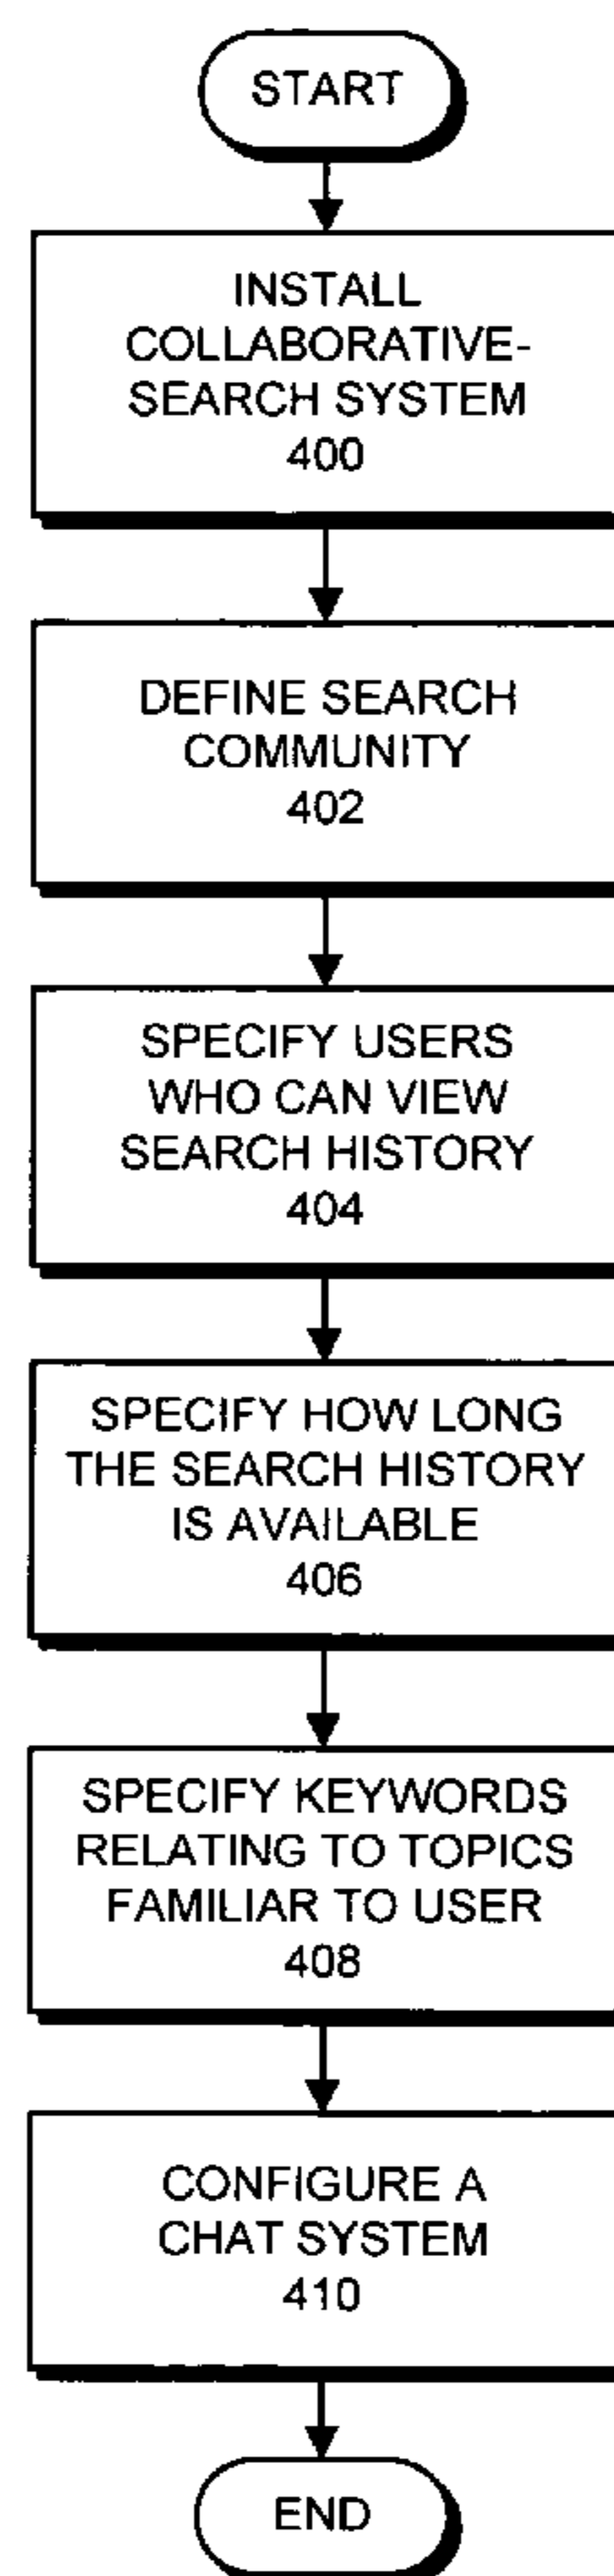 START
INSTALL
COLLABORATIVE-
SEARCH SYSTEM
400
DEFINE SEARCH
COMMUNITY
402
SPECIFY USERS
WHO CAN VIEW
SEARCH HISTORY
404
SPECIFY HOW LONG
THE SEARCH HISTORY
IS AVAILABLE
406
SPECIFY KEYWORDS
RELATING TO TOPICS
FAMILIAR TO USER
408
CONFIGURE A
CHAT SYSTEM
410
END